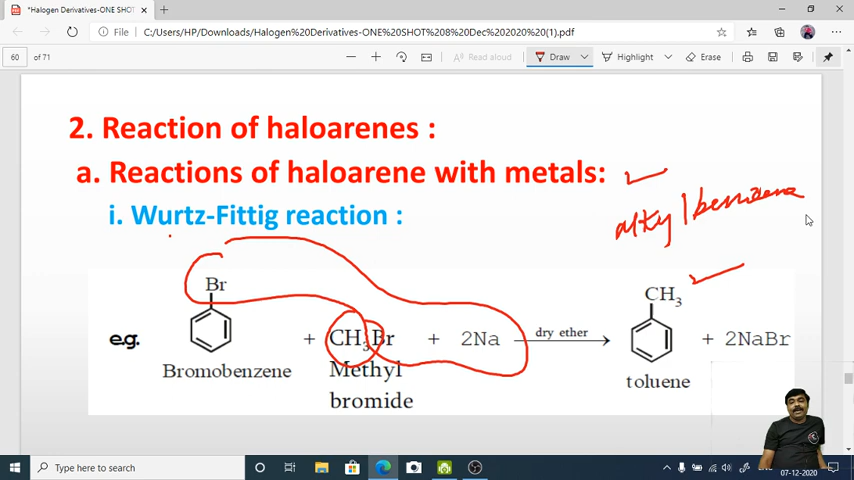 *Halogen Derivatives-ONE SHOT
File
C:/Users/HP/Downloads/Halogen%20Derivatives-ONE%20SHOT%208%20Dec%202020%20(1).pdf
60 of 71
Read aloud
Draw
Highlight
Erase
2. Reaction of haloarenes :
a. Reactions of haloarene with metals:
alkyl benzene
i. Wurtz-Fittig reaction :
Br
CH3
e.g. + CH3Br + 2Na dry ether + 2NaBr
Bromobenzene
Methyl
bromide
toluene
Type here to search
07-12-2020